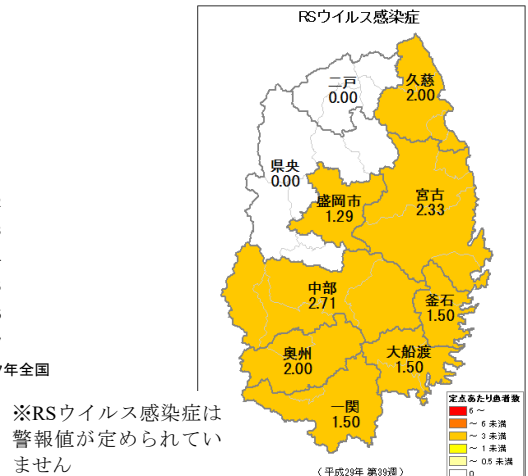 RSウイルス感染症
二戸
0.00
久慈
2.00
県央
0.00
盛岡市
1.29
宮古
2.33
中部
2.71
釜石
1.50
奥州
2.00
大船渡
1.50
一関
1.50
年全国
※RSウイルス感染症は
警報値が定められてい
ません
定点あたり患者数
6 ~
~ 6 未満
~ 3 未満
~ 1 未満
~ 0.5 未満
0
(平成29年 第39週)